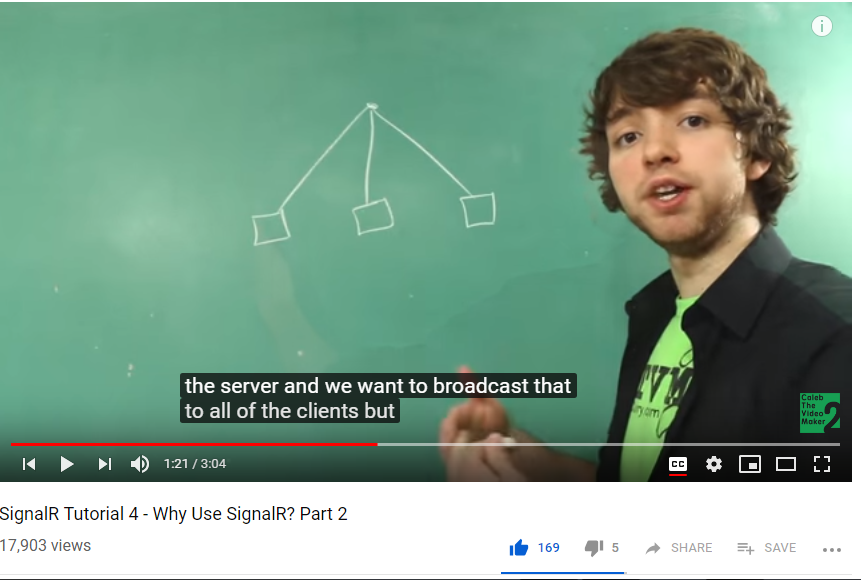 the server and we want to broadcast that
to all of the clients but
Caleb
The
Video
Maker 2
1:21 / 3:04
CC
SignalR Tutorial 4 - Why Use SignalR? Part 2
17,903 views
169
5
SHARE
SAVE